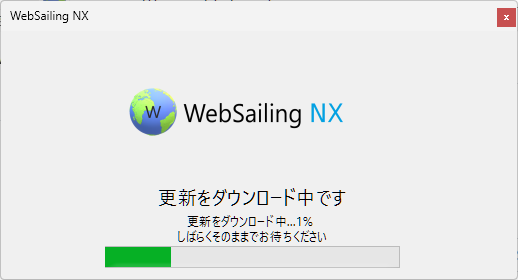 WebSailing NX
x
W
WebSailing NX
更新をダウンロード中です
更新をダウンロード中...1%
しばらくそのままでお待ちください